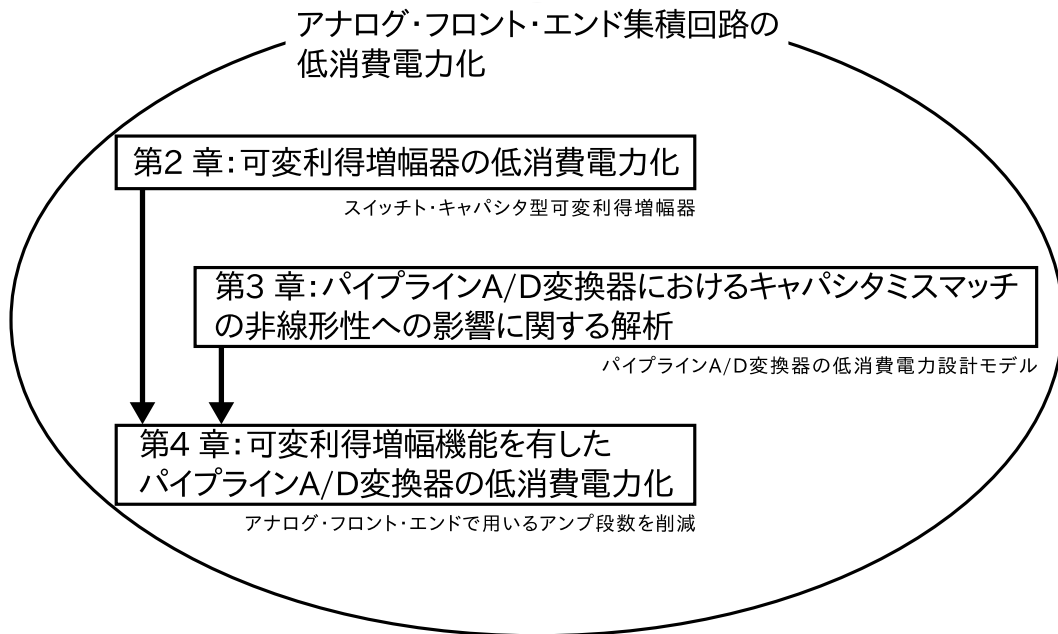 アナログ・フロント・エンド集積回路の
低消費電力化
第2 章：可変利得増幅器の低消費電力化
スイッチト・キャパシタ型可変利得増幅器
第3 章：パイプラインA/D変換器におけるキャパシタミスマッチ
の非線形性への影響に関する解析
パイプラインA/D変換器の低消費電力設計モデル
第4 章：可変利得増幅機能を有した
パイプラインA/D変換器の低消費電力化
アナログ・フロント・エンドで用いるアンプ段数を削減